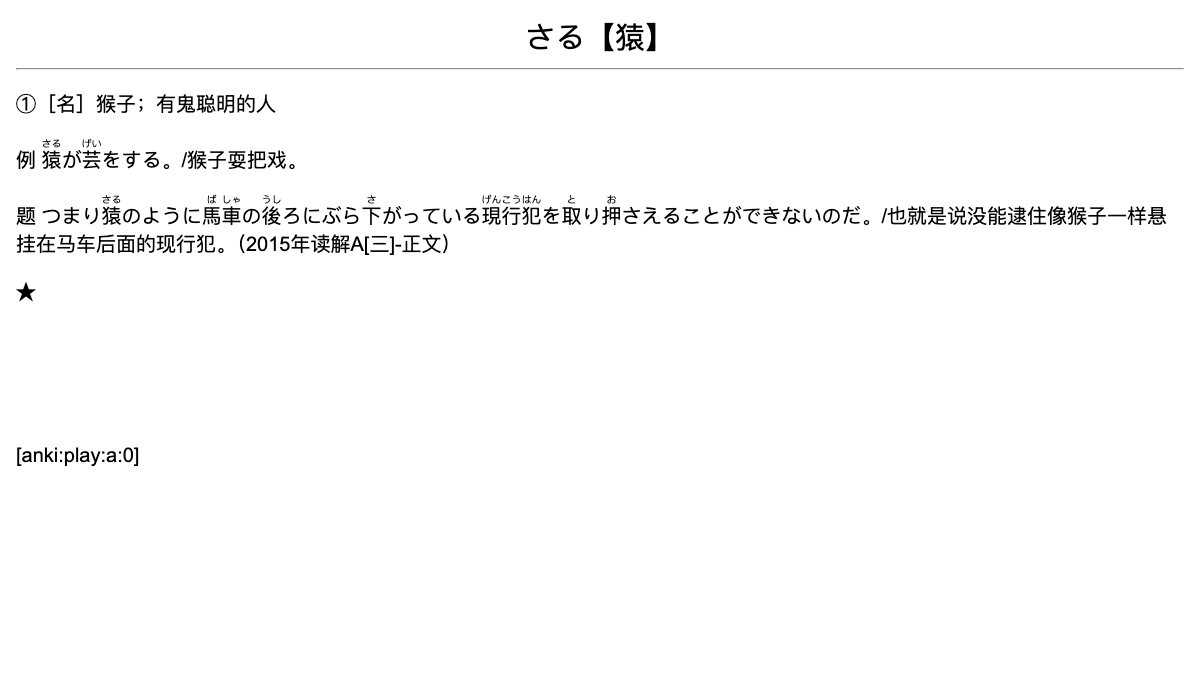 さる【猿】
①［名］猴子；有鬼聪明的人
さる げい
例 猿が芸をする。/猴子耍把戏。
さる ば しゃ うし さ げんこうはん と お
题 つまり猿のように馬車の後ろにぶら下がっている現行犯を取り押さえることができないのだ。/也就是说没能逮住像猴子一样悬
挂在马车后面的现行犯。（2015年读解A[三]-正文）
★
[anki:play:a:0]